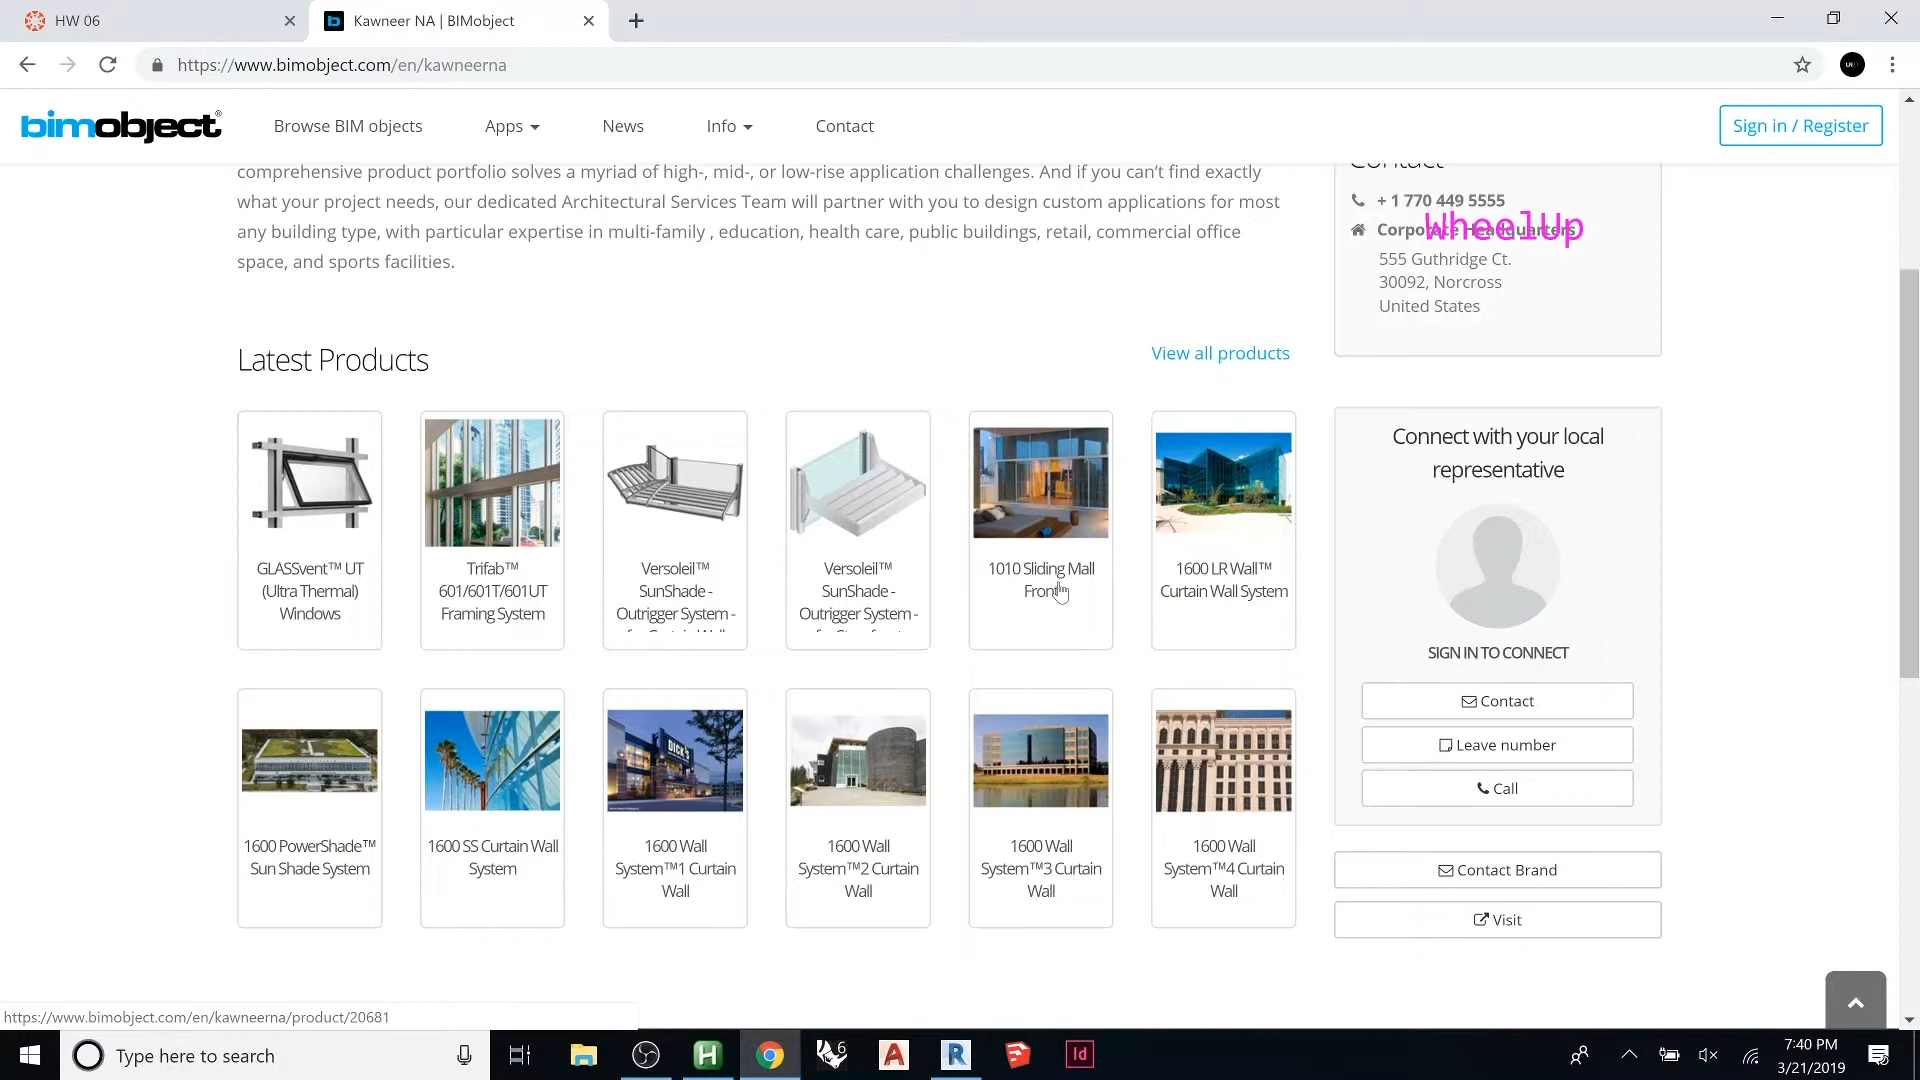 HW 06
Kawneer NA | BIMobject
https://www.bimobject.com/en/kawneerna
bimobject®
Browse BIM objects
Apps
News
Info
Contact
Sign in / Register
comprehensive product portfolio solves a myriad of high-, mid-, or low-rise application challenges. And if you can't find exactly
what your project needs, our dedicated Architectural Services Team will partner with you to design custom applications for most
any building type, with particular expertise in multi-family , education, health care, public buildings, retail, commercial office
space, and sports facilities.
Contact
+ 1 770 449 5555
Corporate Headquarters
WheelUp
555 Guthridge Ct.
30092, Norcross
United States
Latest Products
View all products
GLASSvent™ UT
(Ultra Thermal)
Windows
Trifab™
601/601T/601UT
Framing System
Versoleil™
SunShade -
Outrigger System -
Versoleil™
SunShade -
Outrigger System -
1010 Sliding Mall
Front
1600 LR Wall™
Curtain Wall System
Connect with your local
representative
SIGN IN TO CONNECT
Contact
Leave number
Call
DICK'S
1600 PowerShade™
Sun Shade System
1600 SS Curtain Wall
System
1600 Wall
System™1 Curtain
Wall
1600 Wall
System™2 Curtain
Wall
1600 Wall
System™3 Curtain
Wall
1600 Wall
System™4 Curtain
Wall
Contact Brand
Visit
https://www.bimobject.com/en/kawneerna/product/20681
Type here to search
H
6
A
R
Id
7:40 PM
3/21/2019